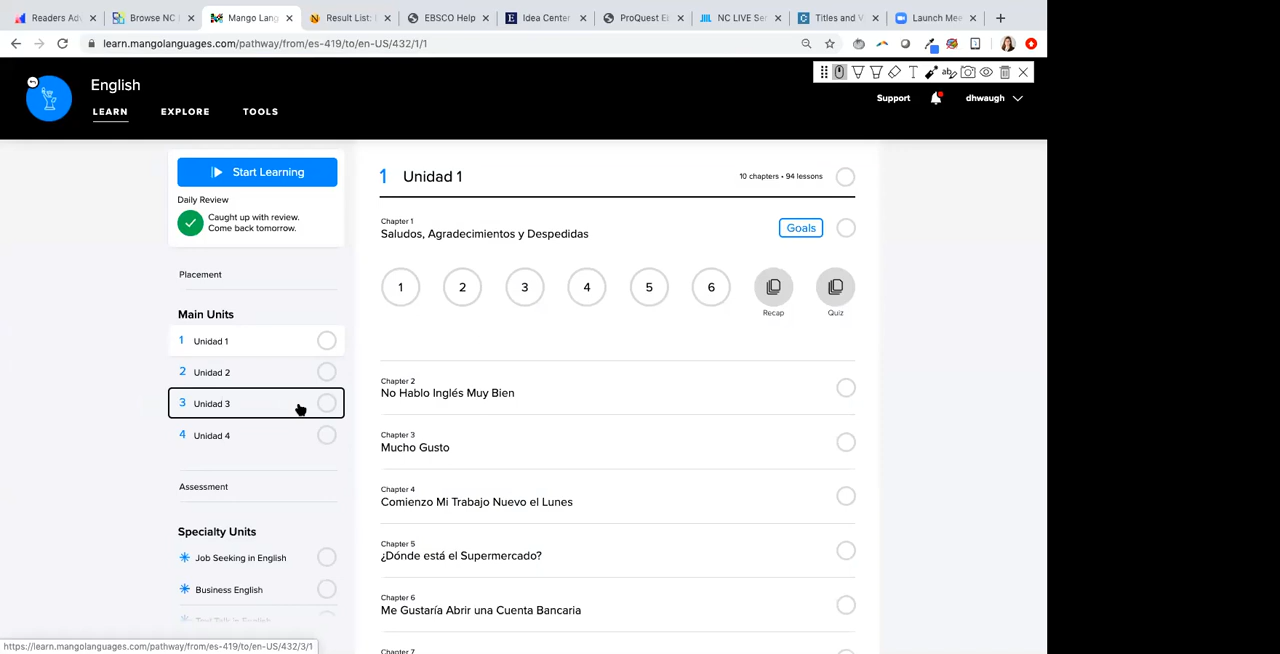 Readers Adv
Browse NC
Mango Lang
Result List:
EBSCO Help
Idea Center
ProQuest Eb
NC LIVE Ser
Titles and V
Launch Mee
learn.mangolanguages.com/pathway/from/es-419/to/en-US/432/1/1
English
LEARN
EXPLORE
TOOLS
Support
dhwaugh
Start Learning
Daily Review
Caught up with review.
Come back tomorrow.
Placement
Main Units
1 Unidad 1
2 Unidad 2
3 Unidad 3
4 Unidad 4
Assessment
Specialty Units
Job Seeking in English
Business English
Text Talk in English
1 Unidad 1
10 chapters • 94 lessons
Chapter 1
Saludos, Agradecimientos y Despedidas
Goals
1 2 3 4 5 6
Recap
Quiz
Chapter 2
No Hablo Inglés Muy Bien
Chapter 3
Mucho Gusto
Chapter 4
Comienzo Mi Trabajo Nuevo el Lunes
Chapter 5
¿Dónde está el Supermercado?
Chapter 6
Me Gustaría Abrir una Cuenta Bancaria
Chapter 7
https://learn.mangolanguages.com/pathway/from/es-419/to/en-US/432/3/1